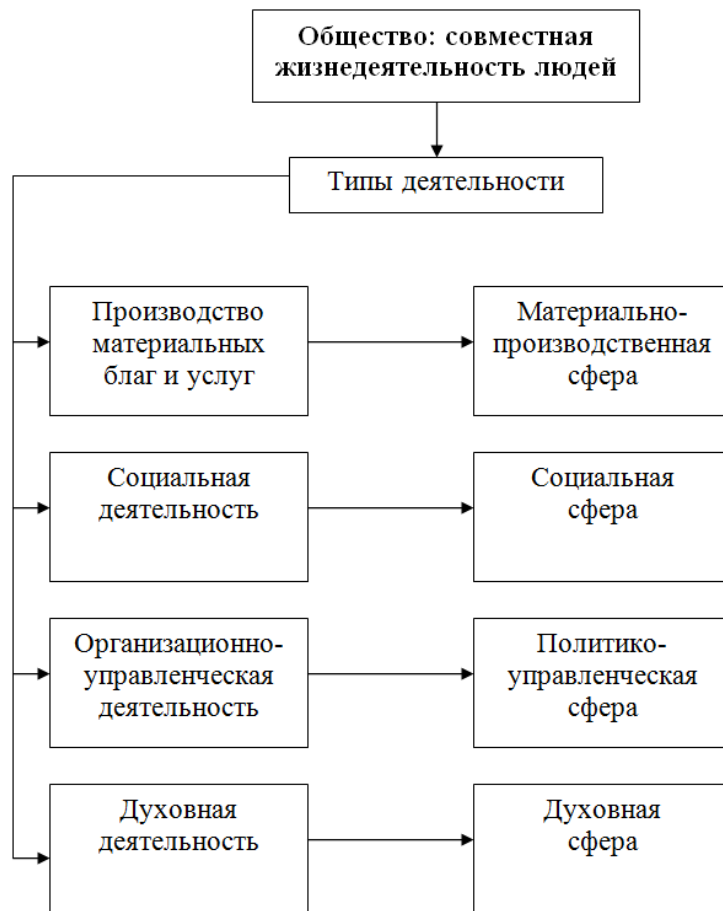 Общество: совместная
жизнедеятельность людей
Типы деятельности
Производство
материальных
благ и услуг
Материально-
производственная
сфера
Социальная
деятельность
Социальная
сфера
Организационно-
управленческая
деятельность
Политико-
управленческая
сфера
Духовная
деятельность
Духовная
сфера